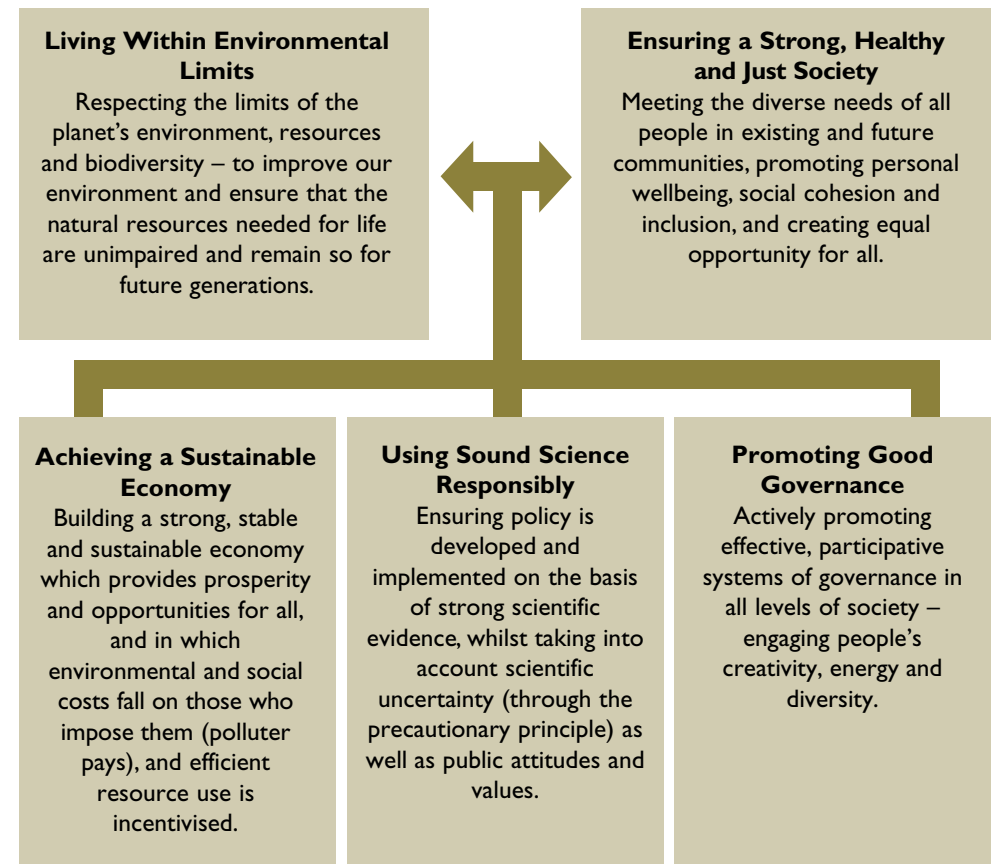 Living Within Environmental
Limits
Respecting the limits of the
planet’s environment, resources
and biodiversity – to improve our
environment and ensure that the
natural resources needed for life
are unimpaired and remain so for
future generations.
Ensuring a Strong, Healthy
and Just Society
Meeting the diverse needs of all
people in existing and future
communities, promoting personal
wellbeing, social cohesion and
inclusion, and creating equal
opportunity for all.
Achieving a Sustainable
Economy
Building a strong, stable
and sustainable economy
which provides prosperity
and opportunities for all,
and in which
environmental and social
costs fall on those who
impose them (polluter
pays), and efficient
resource use is
incentivised.
Using Sound Science
Responsibly
Ensuring policy is
developed and
implemented on the basis
of strong scientific
evidence, whilst taking into
account scientific
uncertainty (through the
precautionary principle) as
well as public attitudes and
values.
Promoting Good
Governance
Actively promoting
effective, participative
systems of governance in
all levels of society –
engaging people’s
creativity, energy and
diversity.